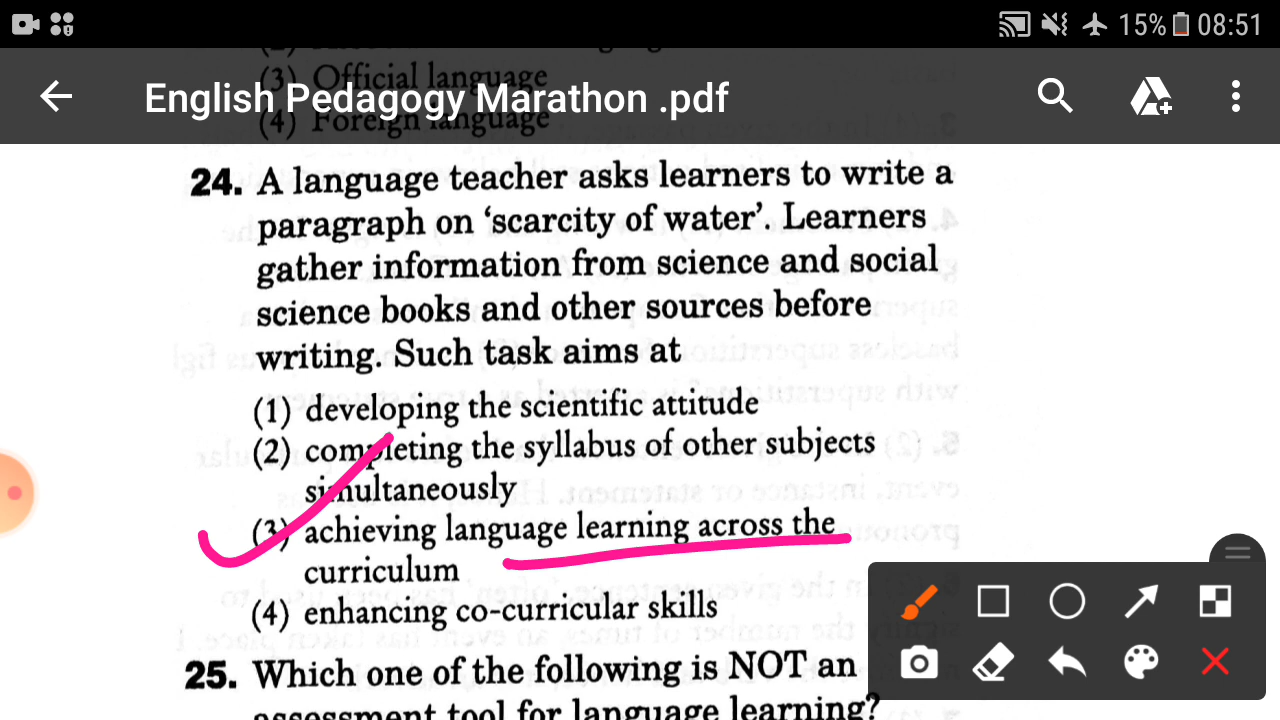 15% 08:51
(3) Official language
English Pedagogy Marathon .pdf
(4) Foreign language
24. A language teacher asks learners to write a
paragraph on ‘scarcity of water’. Learners
gather information from science and social
science books and other sources before
writing. Such task aims at
(1) developing the scientific attitude
(2) completing the syllabus of other subjects
simultaneously
(3) achieving language learning across the
curriculum
(4) enhancing co-curricular skills
25. Which one of the following is NOT an
assessment tool for language learning?